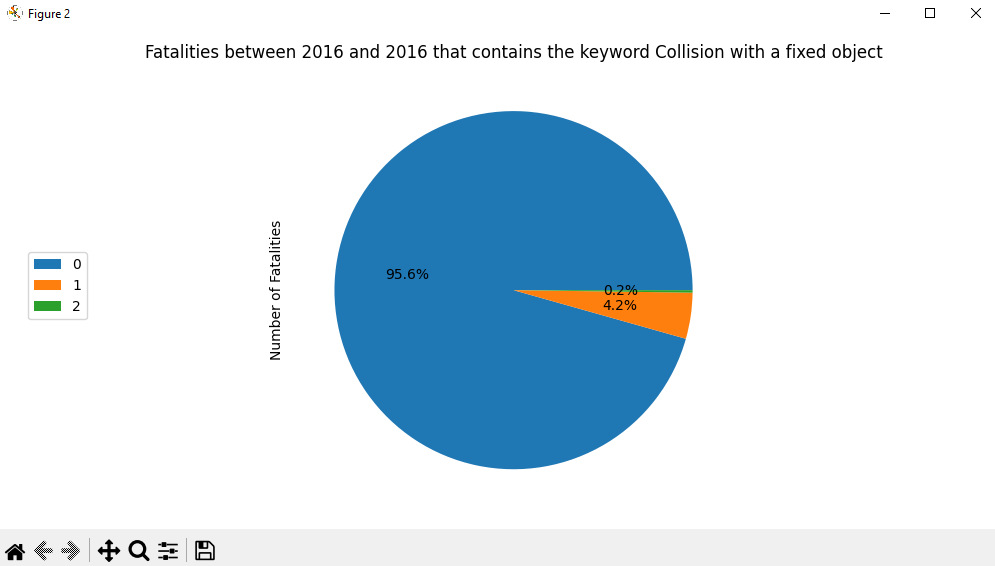 Figure 2
Fatalities between 2016 and 2016 that contains the keyword Collision with a fixed object
0
1
2
Number of Fatalities
95.6%
0.2%
4.2%